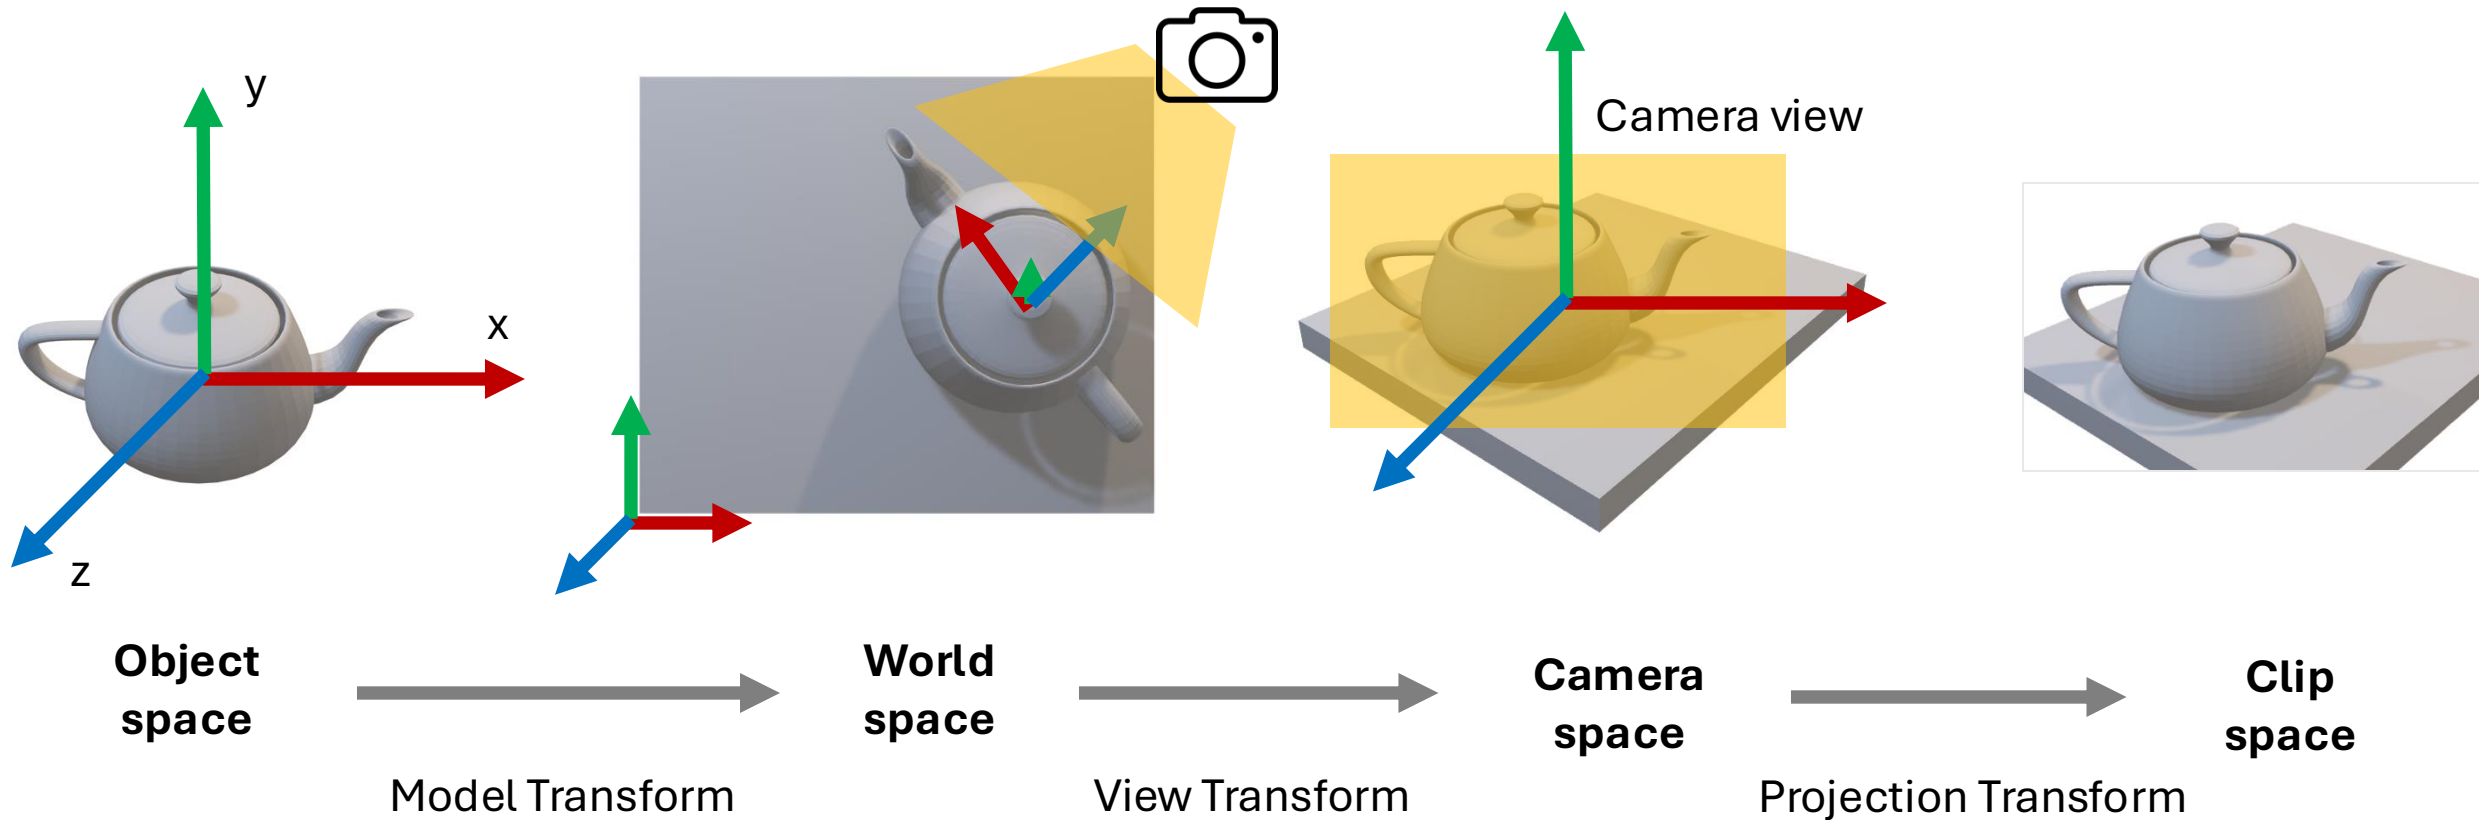 y
x
z
Camera view
Object
space
World
space
Camera
space
Clip
space
Model Transform
View Transform
Projection Transform